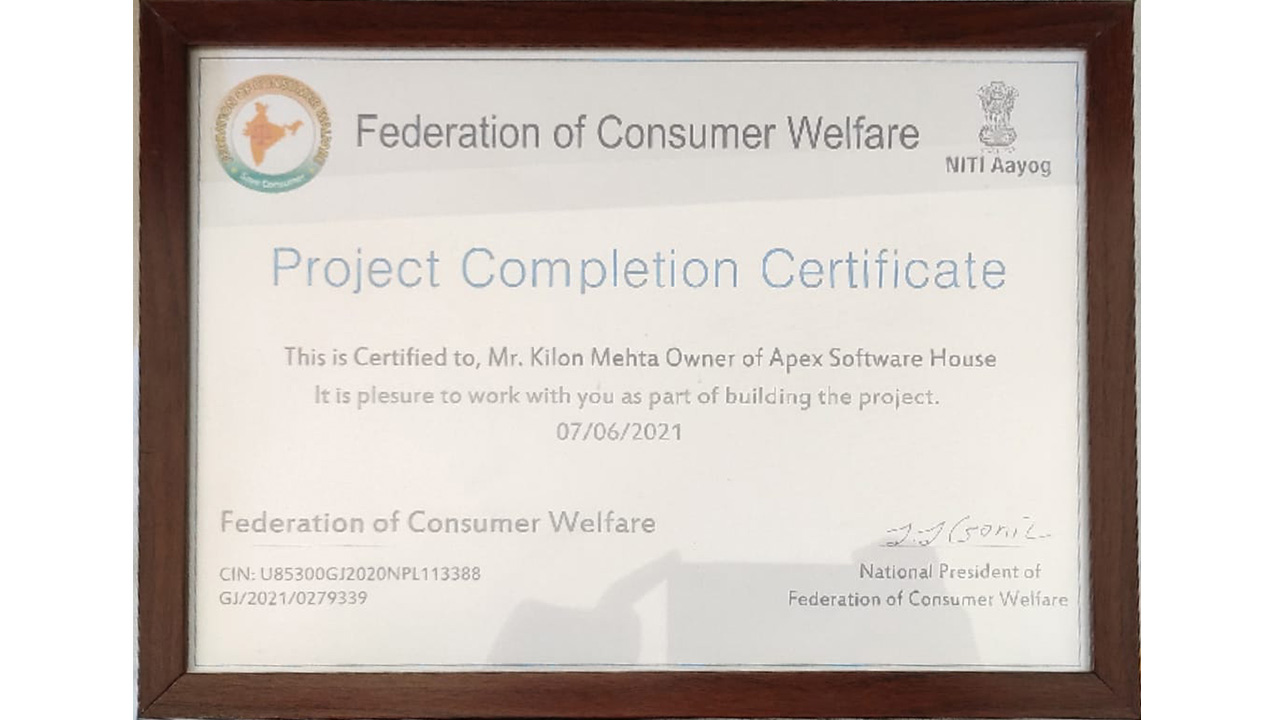 Federation of Consumer Welfare
NITI Aayog
Save Consumer
Project Completion Certificate
This is Certified to, Mr. Kilon Mehta Owner of Apex Software House
It is plesure to work with you as part of building the project.
07/06/2021
Federation of Consumer Welfare
CIN: U85300GJ2020NPL113388
GJ/2021/0279339
National President of
Federation of Consumer Welfare